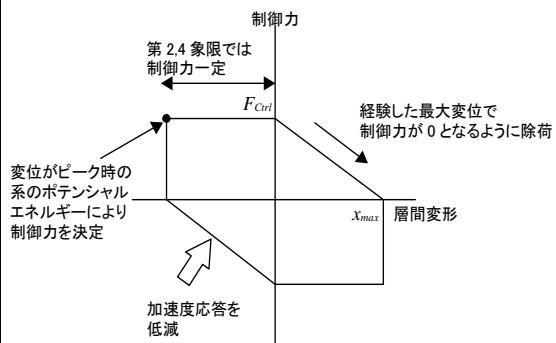 制御力
第 2,4 象限では
制御力一定
F_Ctrl
経験した最大変位で
制御力が 0 となるように除荷
変位がピーク時の
系のポテンシャル
エネルギーにより
制御力を決定
x_max 層間変形
加速度応答を
低減